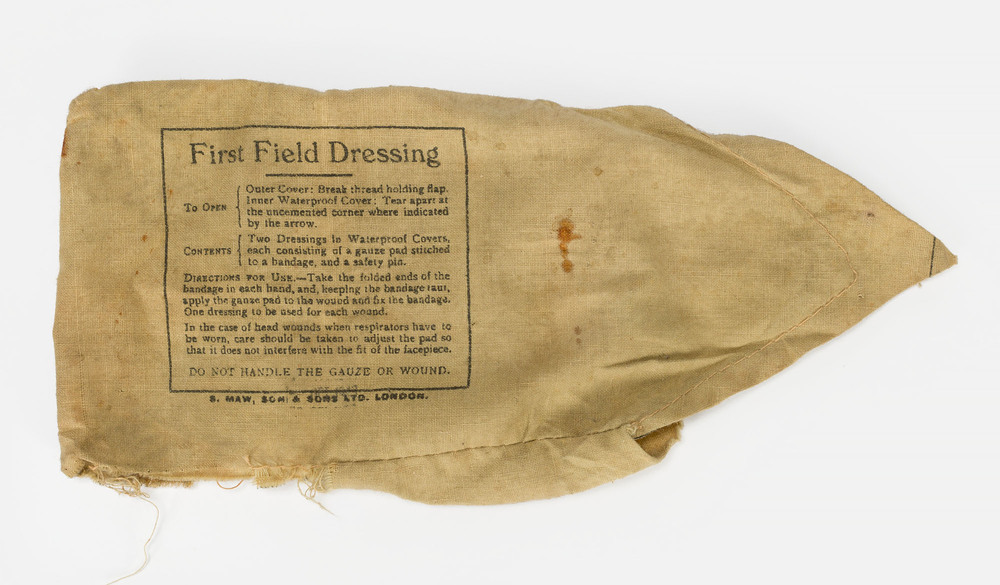 First Field Dressing
To Open
Outer Cover: Break thread holding flap.
Inner Waterproof Cover: Tear apart at
the uncemented corner where indicated
by the arrow.
Contents
Two Dressings in Waterproof Covers,
each consisting of a gauze pad stitched
to a bandage, and a safety pin.
Directions for Use.—Take the folded ends of the
bandage in each hand, and, keeping the bandage taut,
apply the gauze pad to the wound and fix the bandage.
One dressing to be used for each wound.
In the case of head wounds when respirators have to
be worn, care should be taken to adjust the pad so
that it does not interfere with the fit of the facepiece.
DO NOT HANDLE THE GAUZE OR WOUND.
S. MAW, SON & SONS LTD. LONDON.